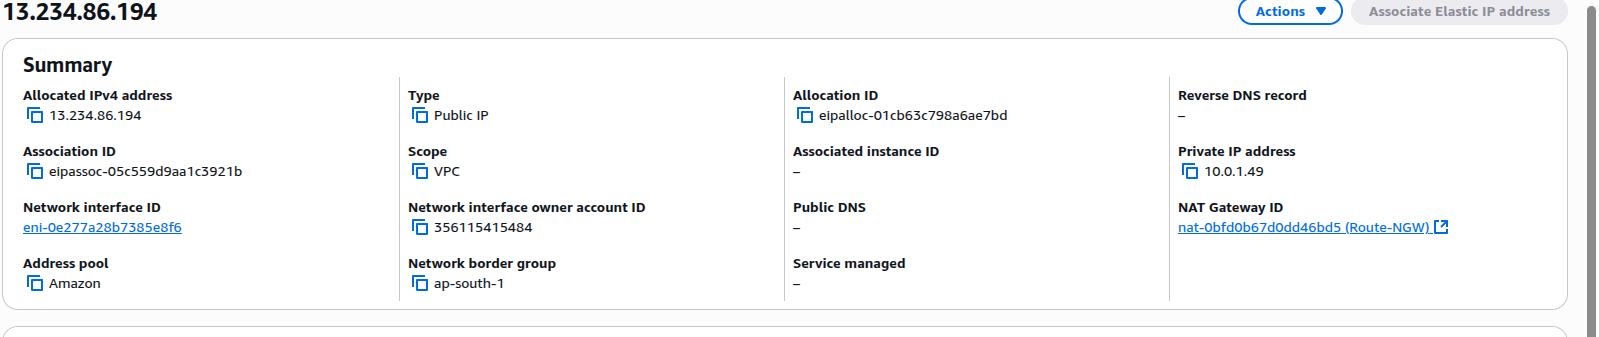 13.234.86.194
Actions
Associate Elastic IP address
Summary
Allocated IPv4 address
13.234.86.194
Type
Public IP
Allocation ID
eipalloc-01cb63c798a6ae7bd
Reverse DNS record
–
Association ID
eipassoc-05c559d9aa1c3921b
Scope
VPC
Associated instance ID
–
Private IP address
10.0.1.49
Network interface ID
eni-0e277a28b7385e8f6
Network interface owner account ID
356115415484
Public DNS
–
NAT Gateway ID
nat-0bfd0b67d0dd46bd5 (Route-NGW)
Address pool
Amazon
Network border group
ap-south-1
Service managed
–